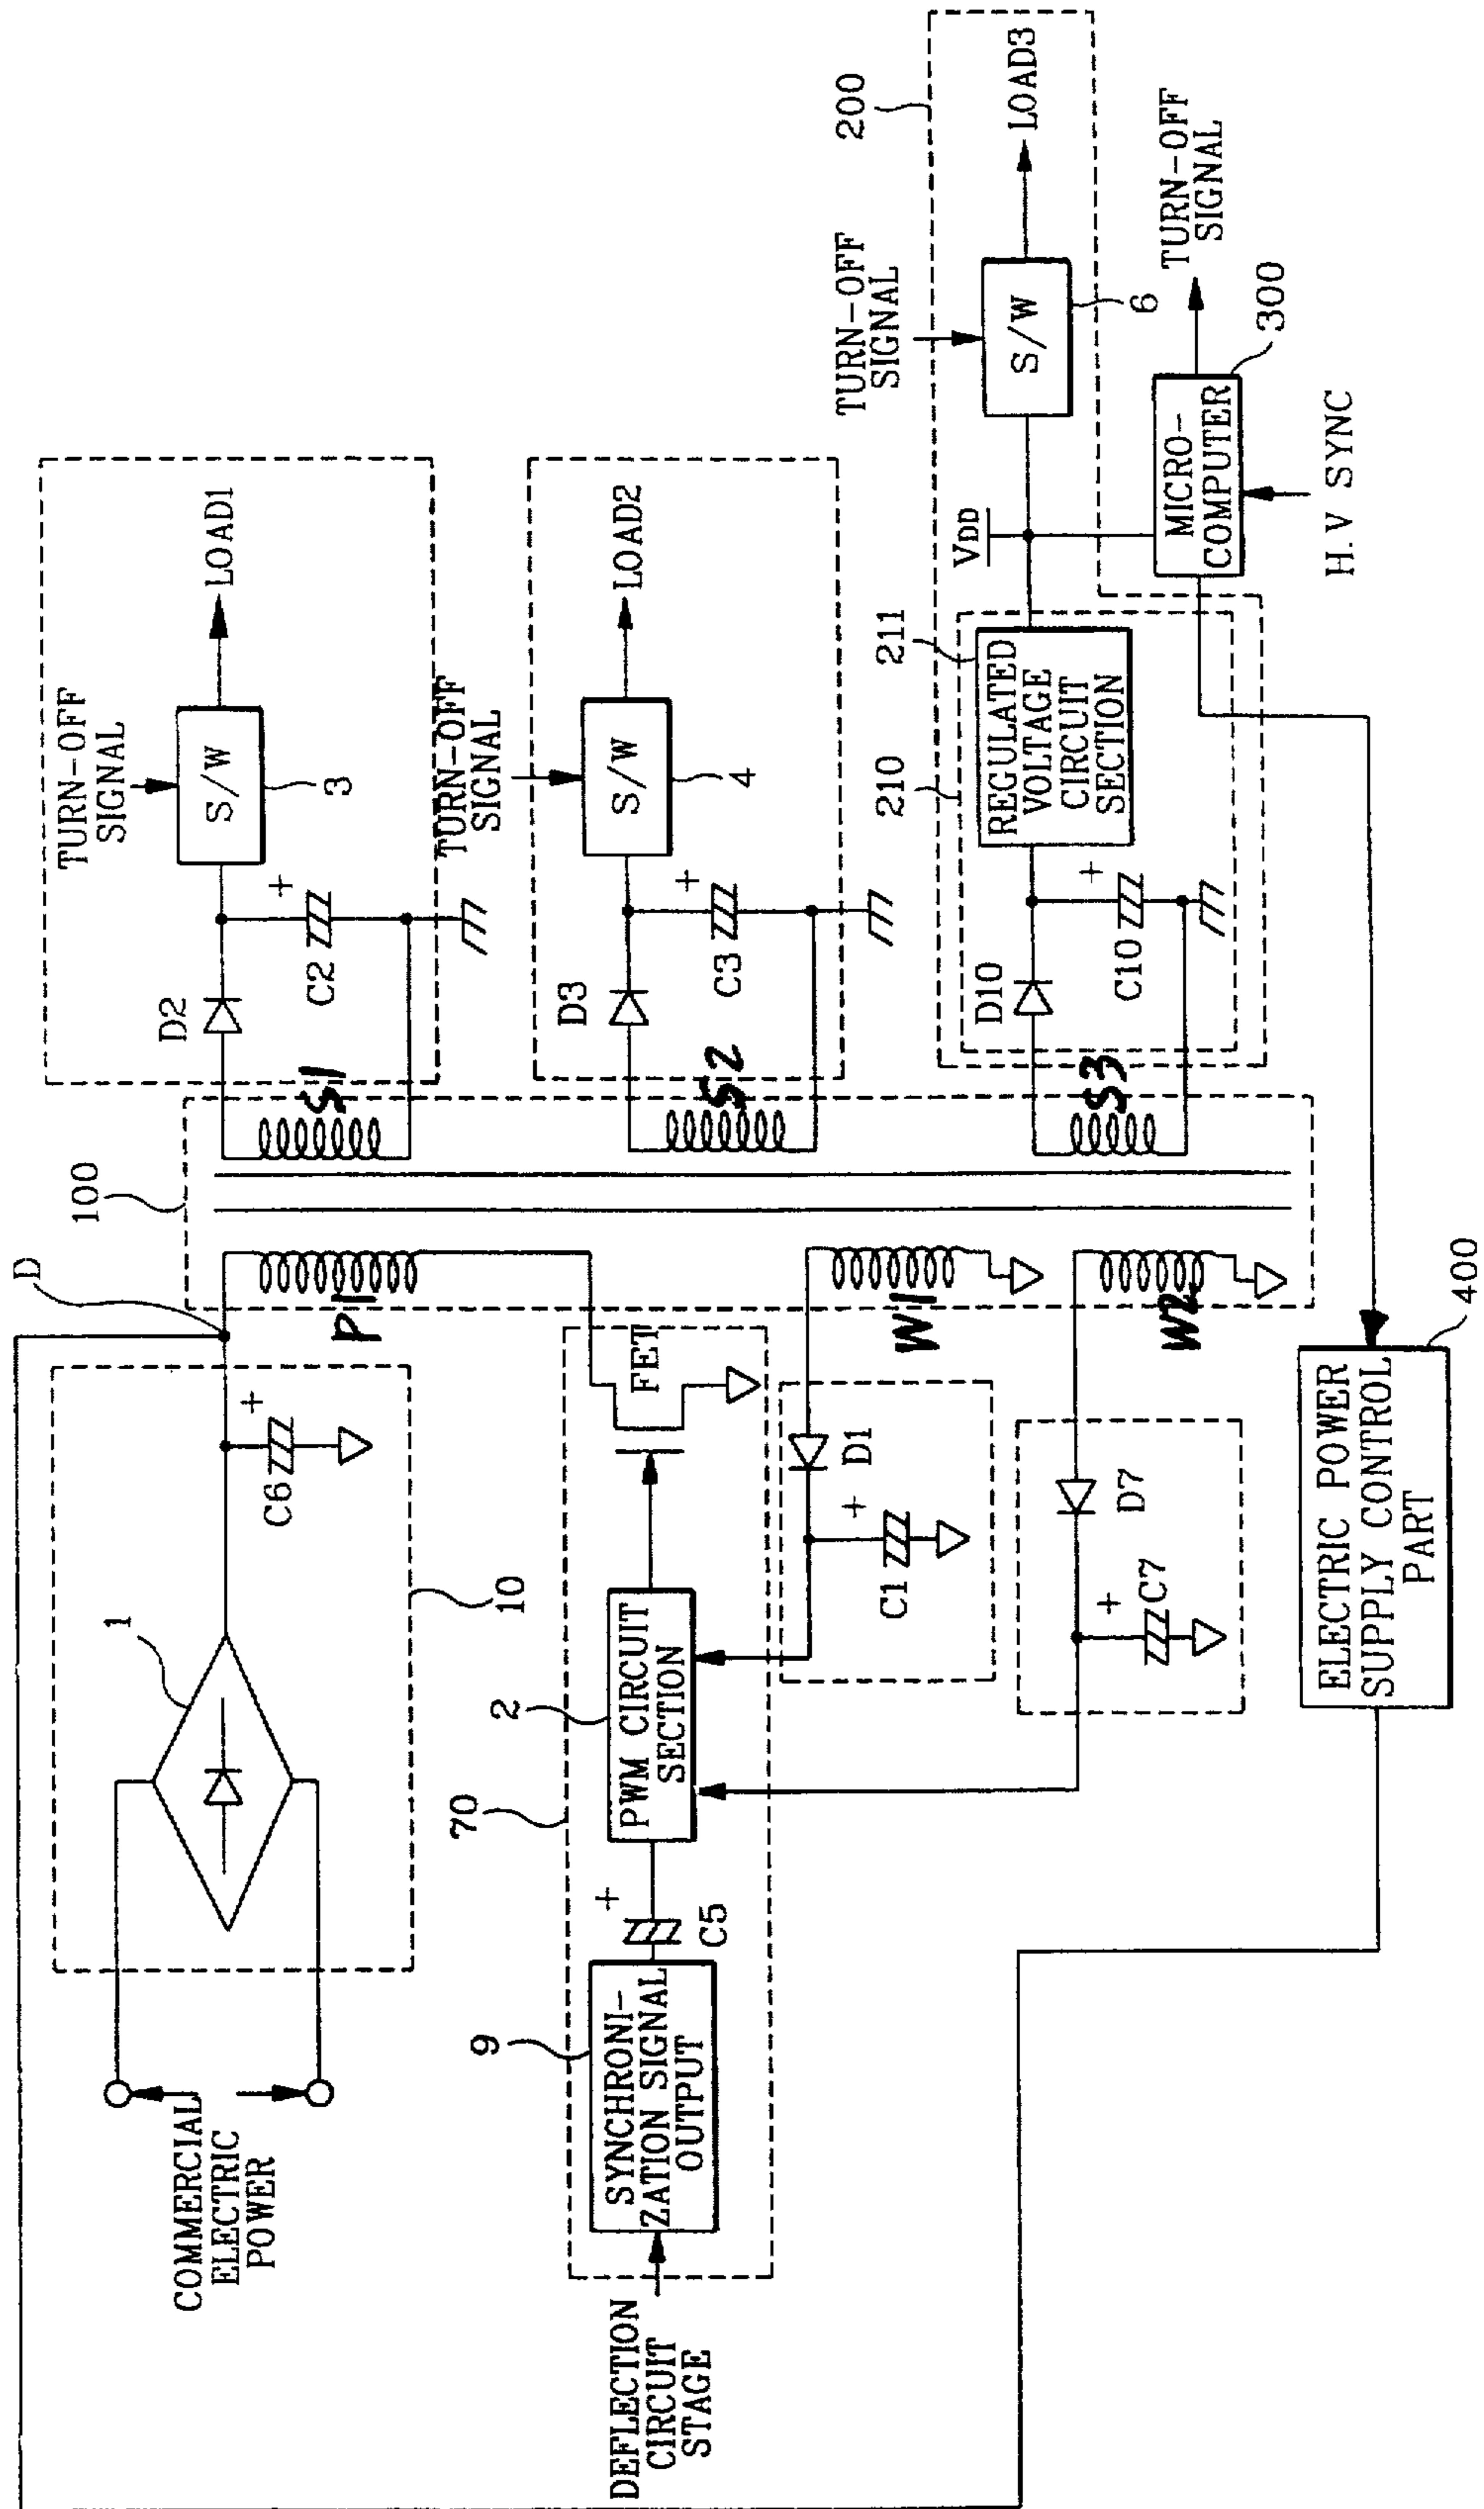 COMMERCIAL
ELECTRIC
POWER
1
10
C6
+
D
100
P1
S1
D2
C2
+
TURN-OFF
SIGNAL
S/W
3
LOAD1
DEFLECTION
CIRCUIT
STAGE
9
SYNCHRONI-
ZATION SIGNAL
OUTPUT
C5
+
70
2
PWM CIRCUIT
SECTION
FET
S2
D3
C3
+
TURN-OFF
SIGNAL
S/W
4
LOAD2
D1
C1
+
W1
D7
C7
+
W2
S3
D10
C10
+
210
211
REGULATED
VOLTAGE
CIRCUIT
SECTION
VDD
TURN-OFF
SIGNAL
S/W
6
200
LOAD3
MICRO-
COMPUTER
300
TURN-OFF
SIGNAL
H.V SYNC
ELECTRIC POWER
SUPPLY CONTROL
PART
400